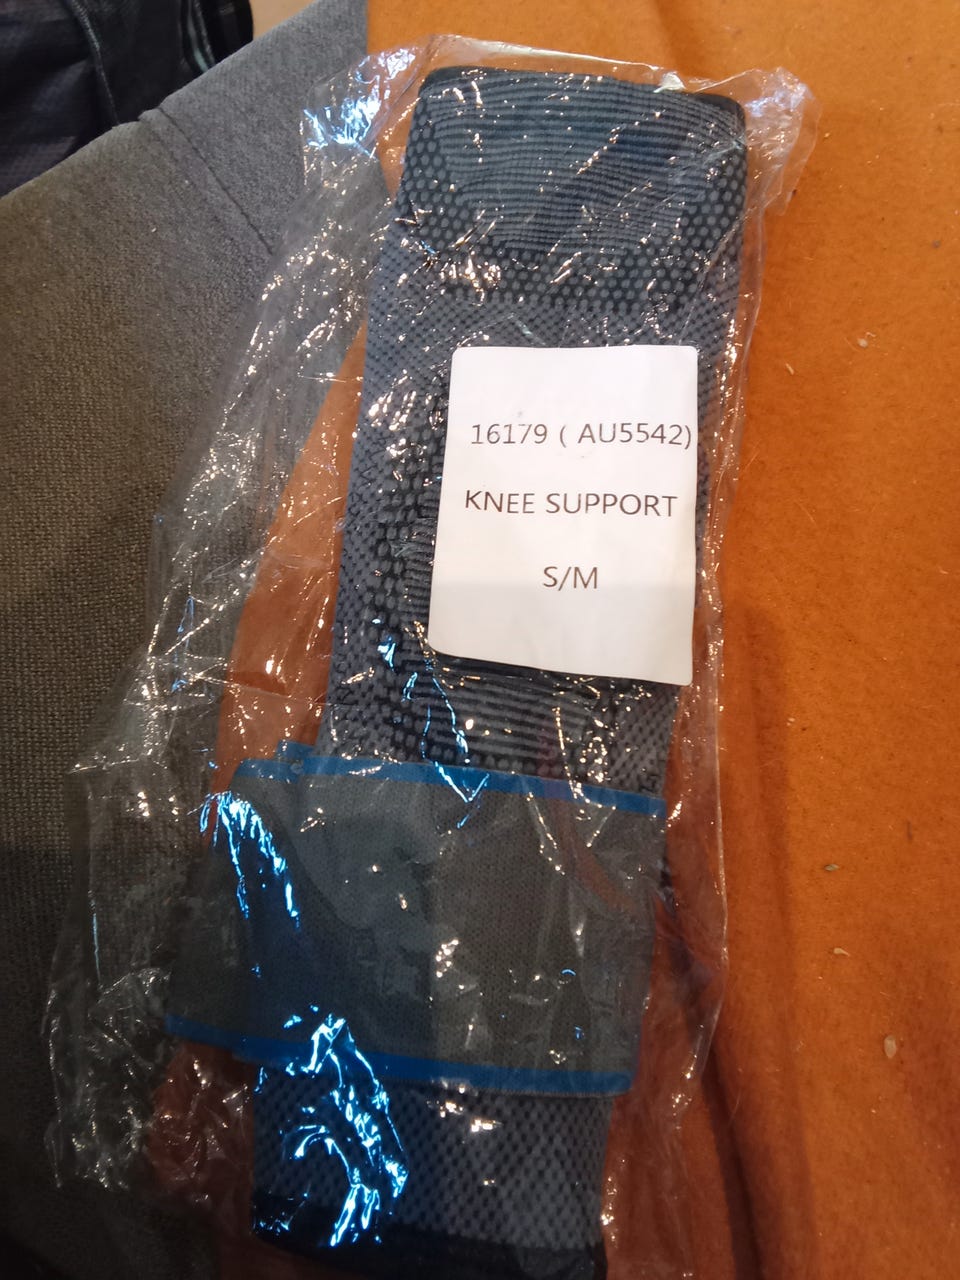 16179 ( AU5542)
KNEE SUPPORT
S/M